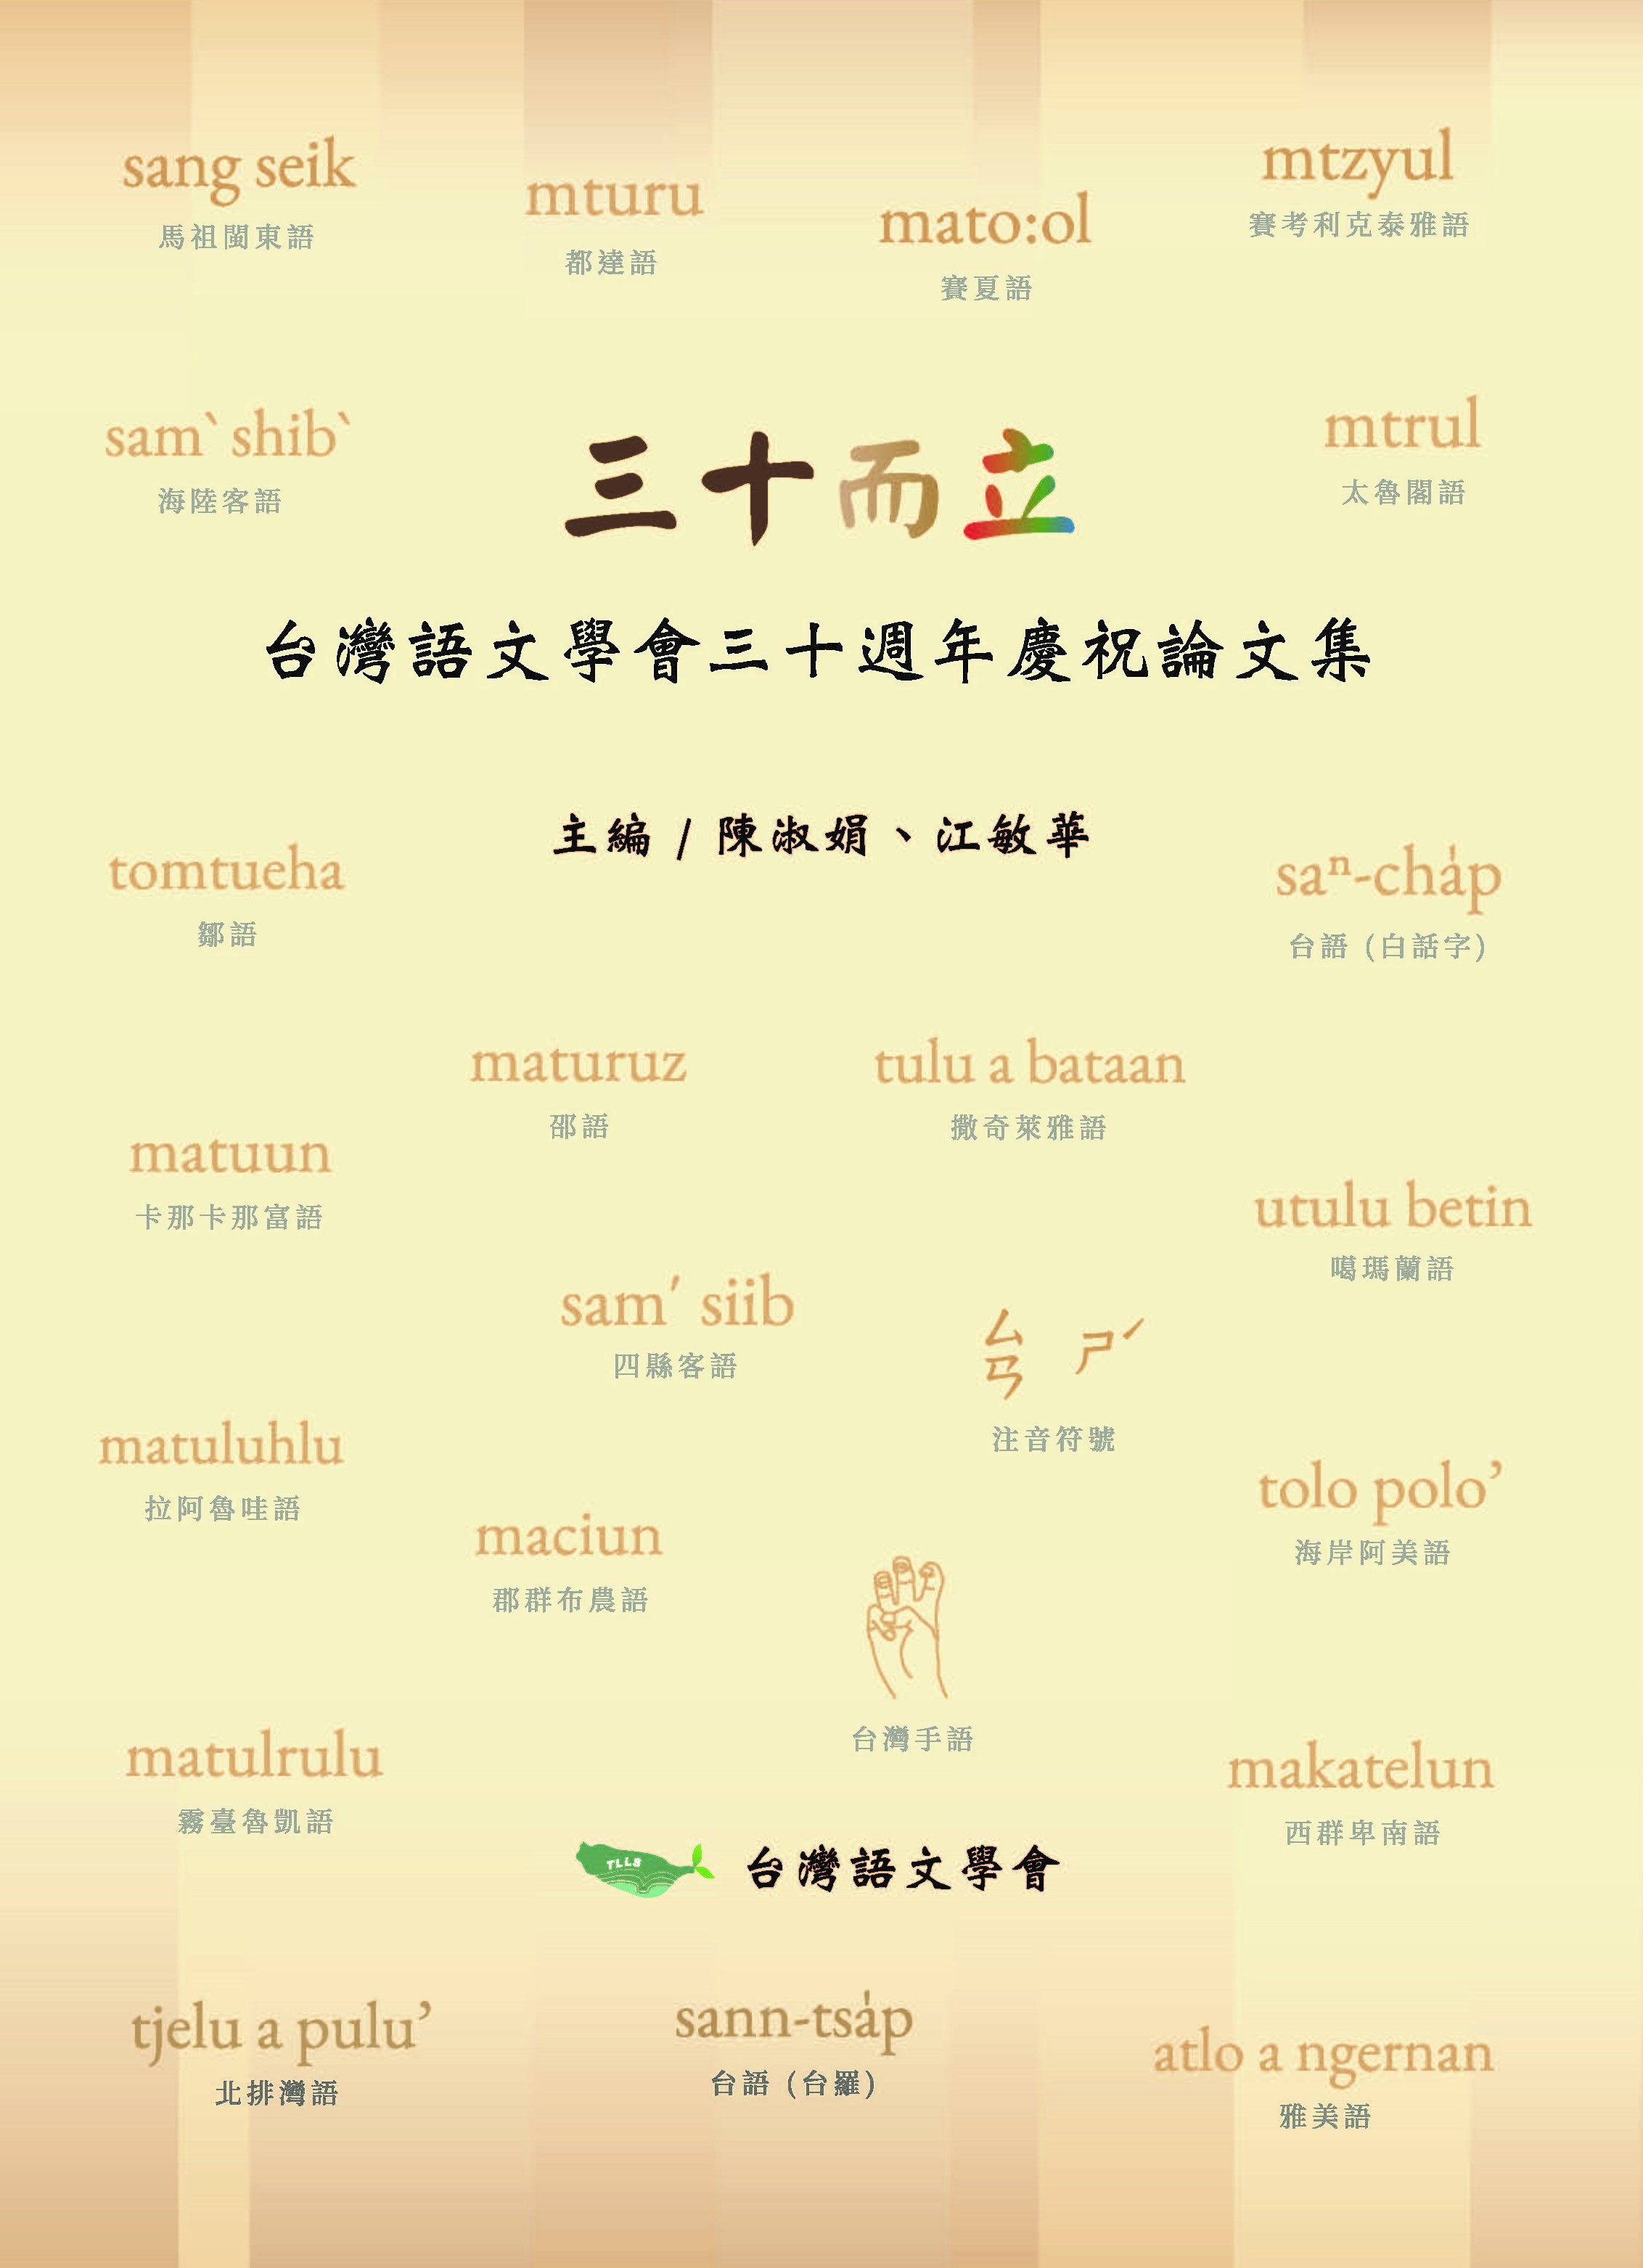 sang seik
馬祖閩東語
mturu
都達語
mato:ol
賽夏語
mtzyul
賽考利克泰雅語
samˋ shibˋ
海陸客語
三十而立
mtrul
太魯閣語
台灣語文學會三十週年慶祝論文集
主編 / 陳淑娟、江敏華
tomtueha
鄒語
saⁿ-cha̍p
台語 (白話字)
maturuz
邵語
tulu a bataan
撒奇萊雅語
matuun
卡那卡那富語
utulu betin
噶瑪蘭語
samˊ siib
四縣客語
ㄙㄢ ㄕˊ
注音符號
matuluhlu
拉阿魯哇語
tolo polo’
海岸阿美語
maciun
郡群布農語
台灣手語
matulrulu
霧臺魯凱語
makatelun
西群卑南語
TLLS
台灣語文學會
tjelu a pulu’
北排灣語
sann-tsa̍p
台語 (台羅)
atlo a ngernan
雅美語